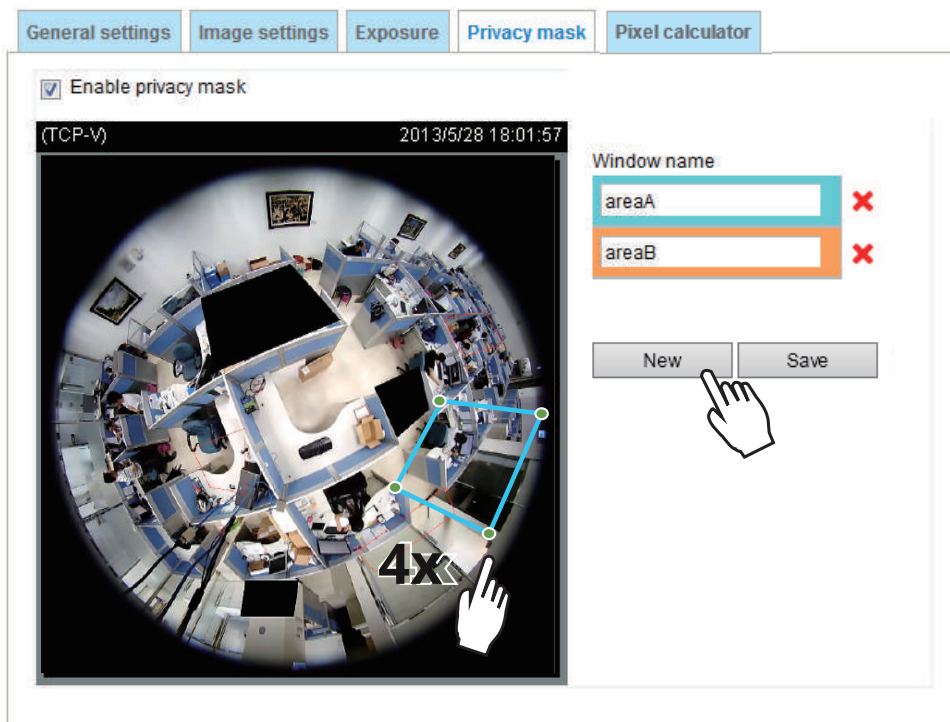 General settings Image settings Exposure Privacy mask Pixel calculator
Enable privacy mask
(TCP-V) 2013/5/28 18:01:57
Window name
areaA
areaB
New Save
4x